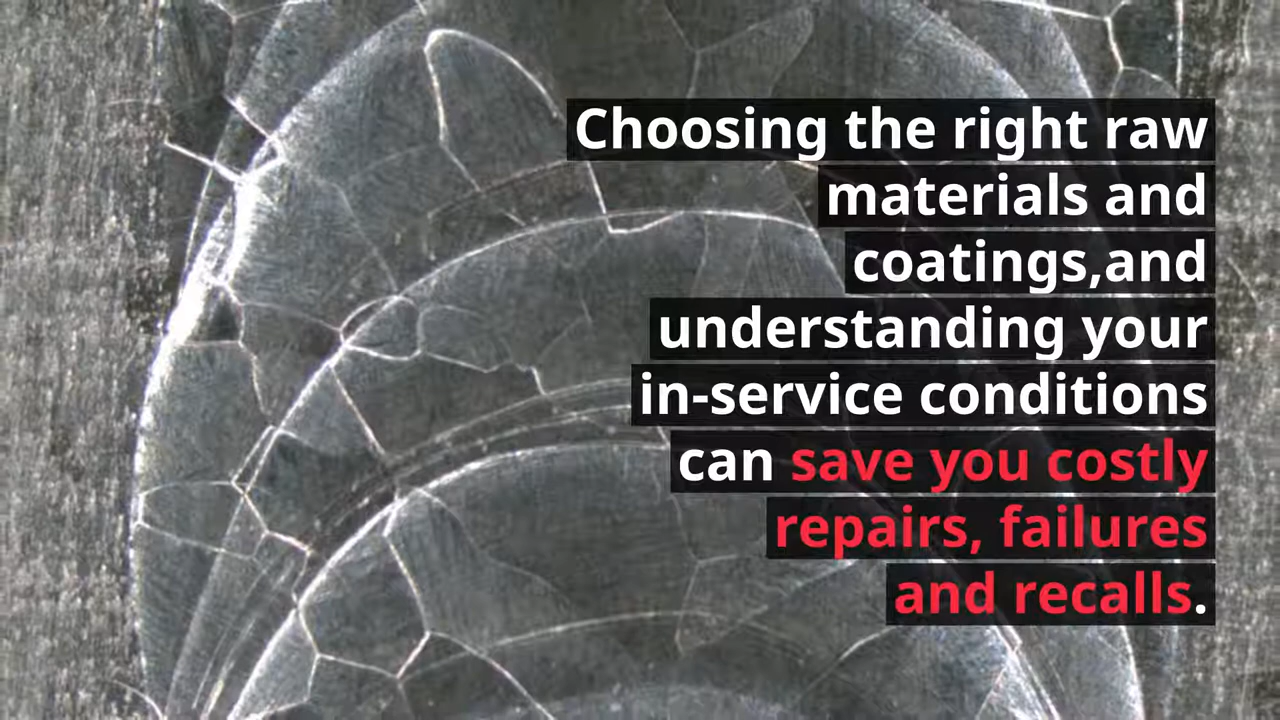 Choosing the right raw
materials and
coatings,and
understanding your
in-service conditions
can save you costly
repairs, failures
and recalls.